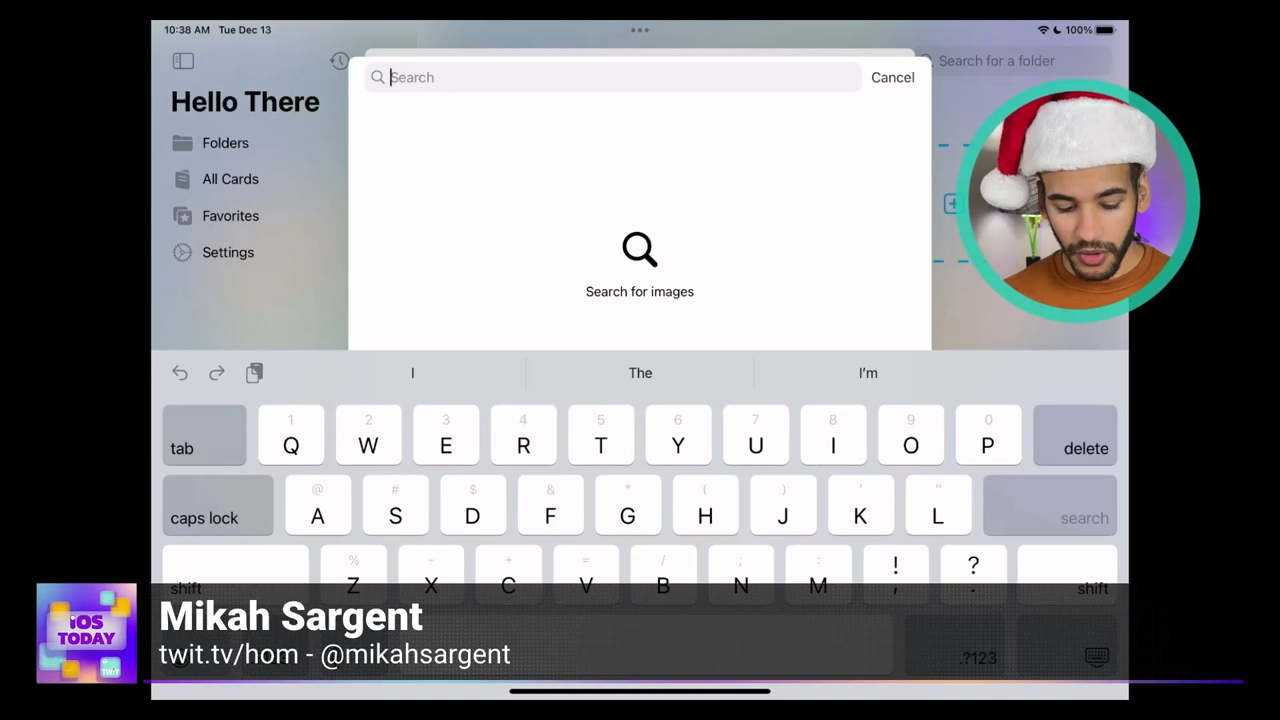 10:38 AM Tue Dec 13
100%
Search
Cancel
Search for a folder
Hello There
Folders
All Cards
Favorites
Settings
Search for images
I The I'm
1 2 3 4 5 6 7 8 9 0
tab Q W E R T Y U I O P delete
@ # $ & * ( ) ' "
caps lock A S D F G H J K L search
% - + = / ; : ! ?
shift Z X C V B N M , . shift
.?123
iOS
TODAY
TWiT
Mikah Sargent
twit.tv/hom - @mikahsargent